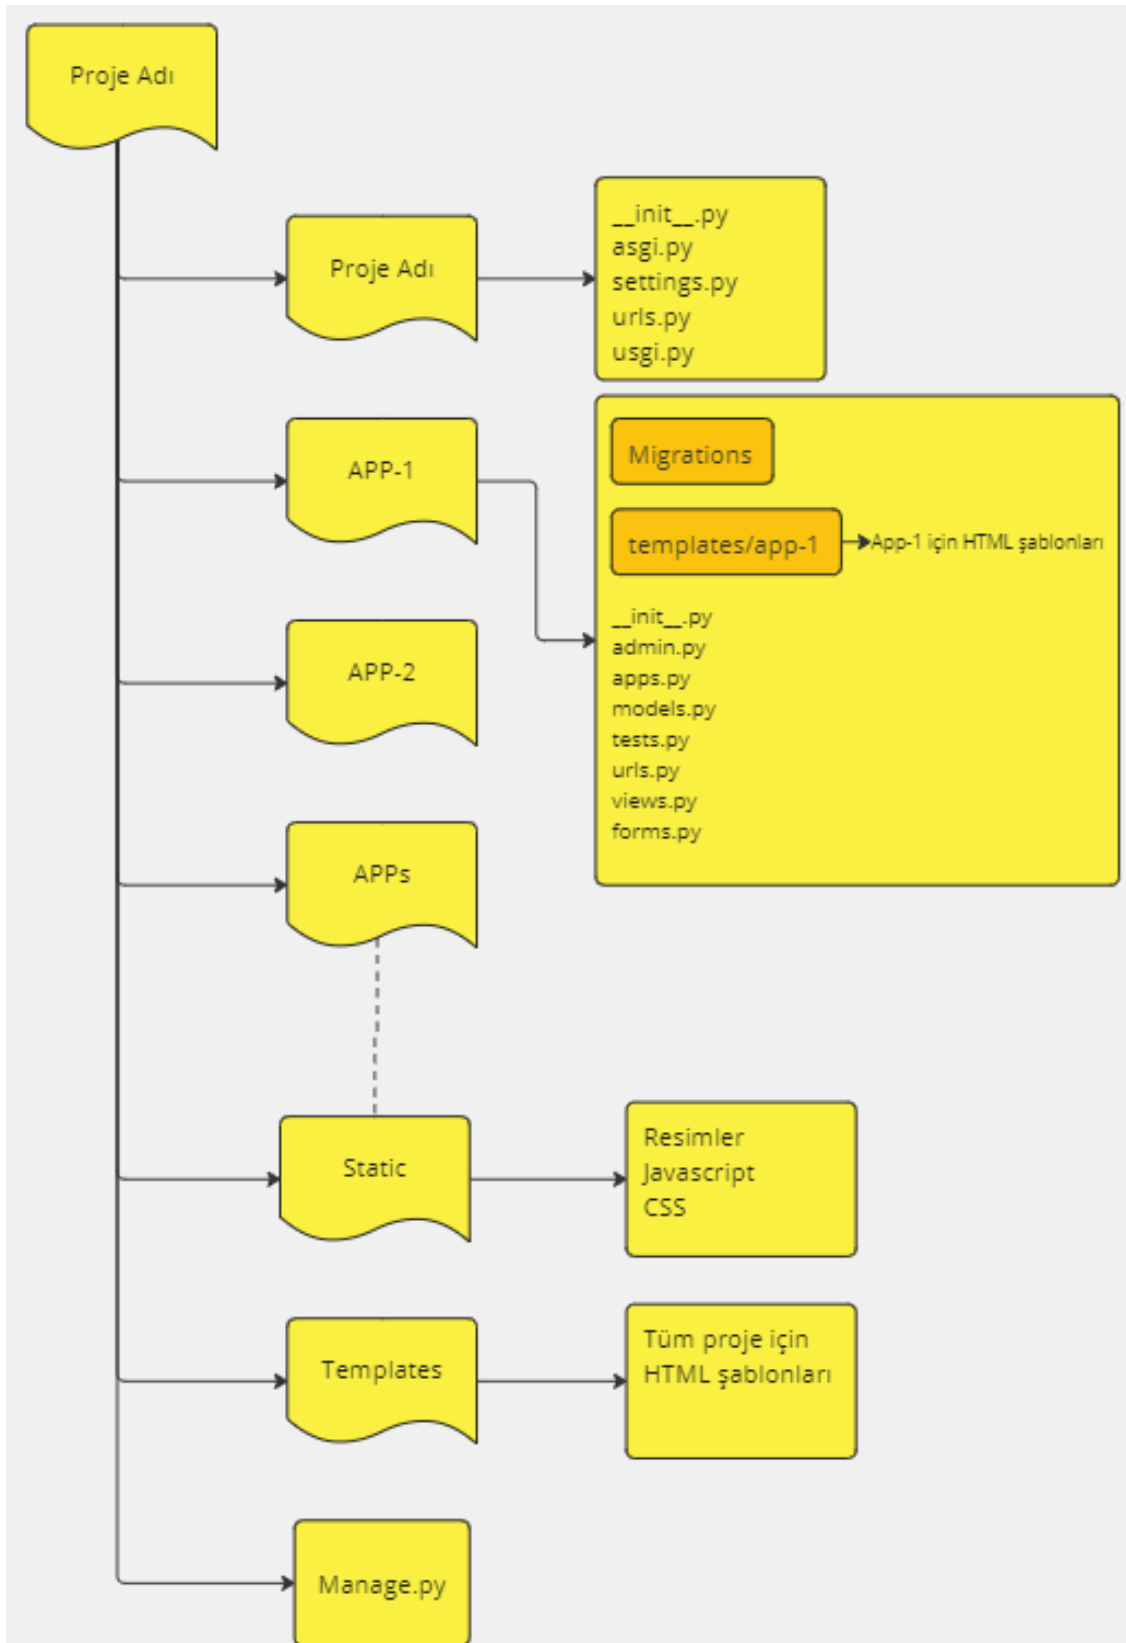 Proje Adı
Proje Adı
__init__.py
asgi.py
settings.py
urls.py
usgi.py
APP-1
Migrations
templates/app-1
App-1 için HTML şablonları
__init__.py
admin.py
apps.py
models.py
tests.py
urls.py
views.py
forms.py
APP-2
APPs
Static
Resimler
Javascript
CSS
Templates
Tüm proje için
HTML şablonları
Manage.py